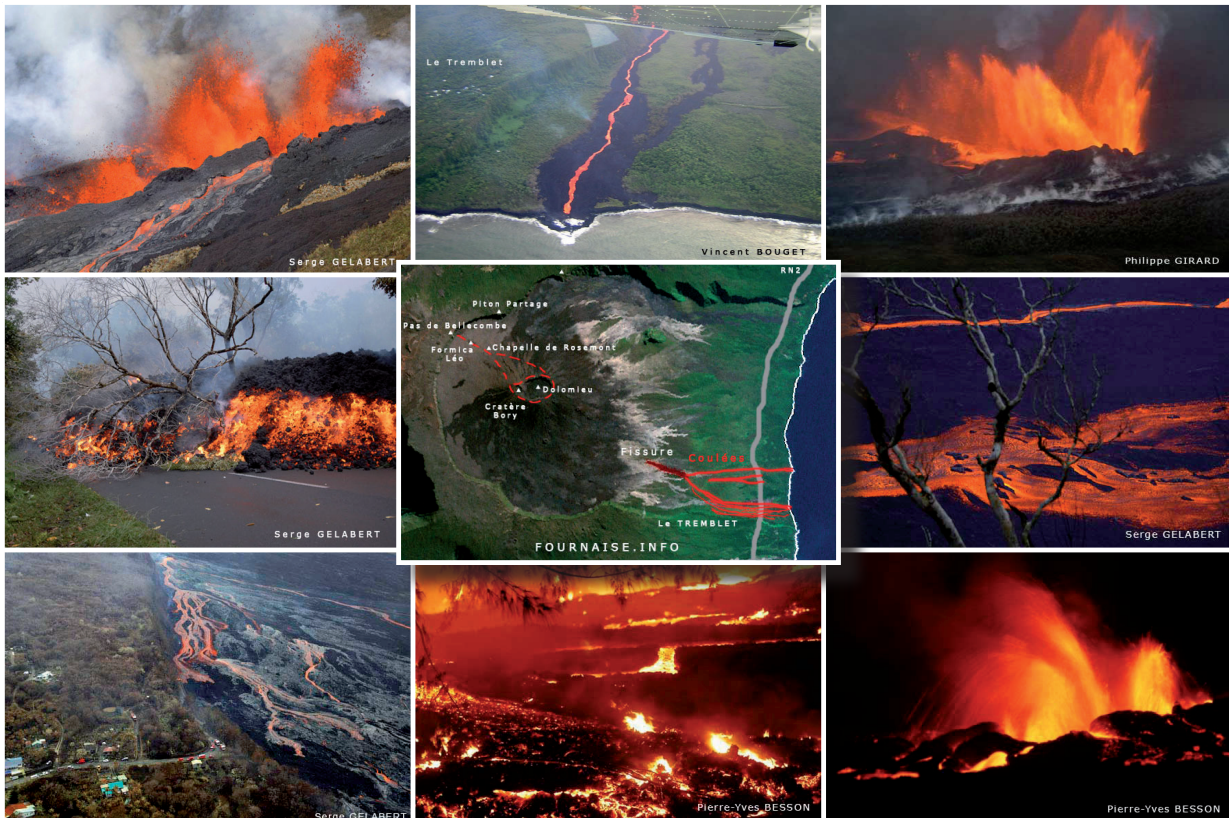 Le Tremblet
Serge GELABERT
Vincent BOUGET
Philippe GIRARD
RN2
Piton Partage
Pas de Bellecombe
Formica
Léo
Chapelle de Rosemont
Dolomieu
Cratère
Bory
Fissure
Coulées
Le TREMBLET
FOURNAISE.INFO
Serge GELABERT
Serge GELABERT
Serge GELABERT
Pierre-Yves BESSON
Pierre-Yves BESSON